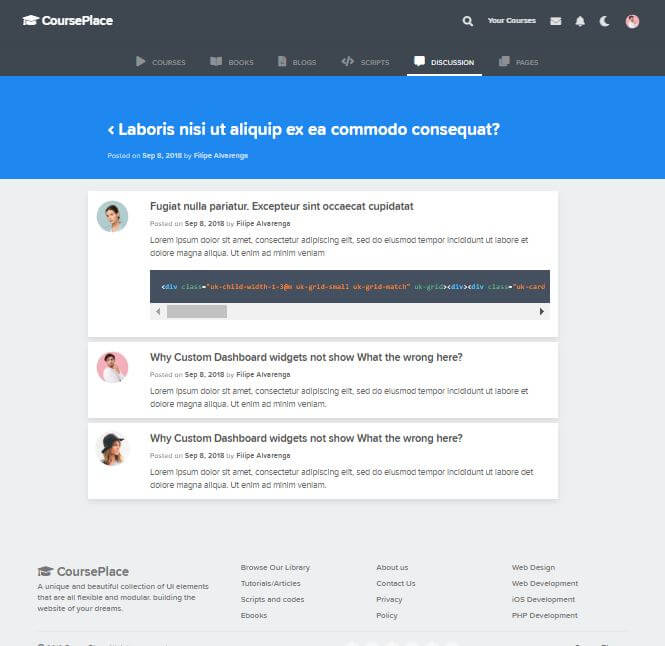 CoursePlace
Your Courses
COURSES BOOKS BLOGS SCRIPTS DISCUSSION PAGES
Laboris nisi ut aliquip ex ea commodo consequat?
Posted on Sep 8, 2018 by Filipe Alvarenga
Fugiat nulla pariatur. Excepteur sint occaecat cupidatat
Posted on Sep 8, 2018 by Filipe Alvarenga
Lorem ipsum dolor sit amet, consectetur adipiscing elit, sed do eiusmod tempor incididunt ut labore et
dolore magna aliqua. Ut enim ad minim veniam
<div class="uk-child-width-1-3@m uk-grid-small uk-grid-match" uk-grid><div><div class="uk-card
Why Custom Dashboard widgets not show What the wrong here?
Posted on Sep 8, 2018 by Filipe Alvarenga
Lorem ipsum dolor sit amet, consectetur adipiscing elit, sed do eiusmod tempor incididunt ut labore et
dolore magna aliqua. Ut enim ad minim veniam.
Why Custom Dashboard widgets not show What the wrong here?
Posted on Sep 8, 2018 by Filipe Alvarenga
Lorem ipsum dolor sit amet, consectetur adipiscing elit, sed do eiusmod tempor incididunt ut labore det
dolore magna aliqua. Ut enim ad minim veniam.
CoursePlace
A unique and beautiful collection of UI elements
that are all flexible and modular. building the
website of your dreams.
Browse Our Library
Tutorials/Articles
Scripts and codes
Ebooks
About us
Contact Us
Privacy
Policy
Web Design
Web Development
iOS Development
PHP Development